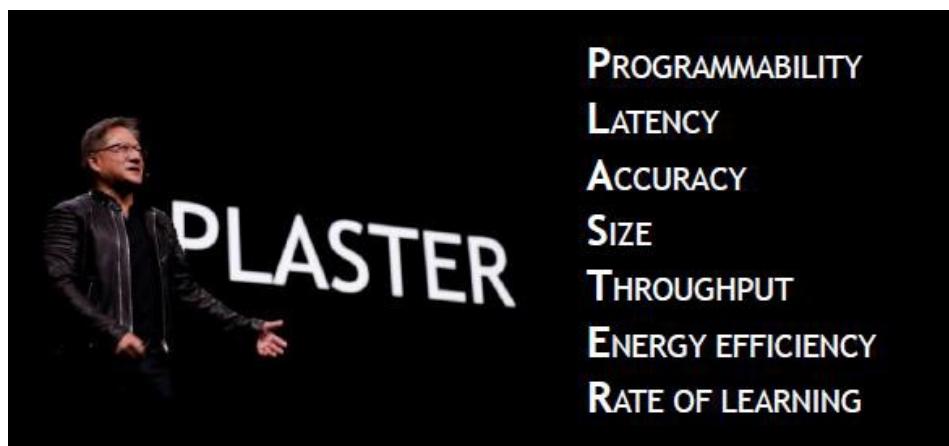 PLASTER
PROGRAMMABILITY
LATENCY
ACCURACY
SIZE
THROUGHPUT
ENERGY EFFICIENCY
RATE OF LEARNING